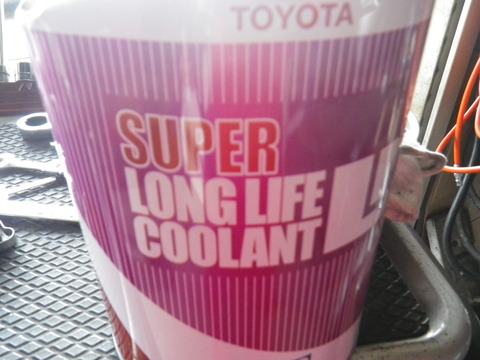 TOYOTA
SUPER
LONG LIFE
COOLANT